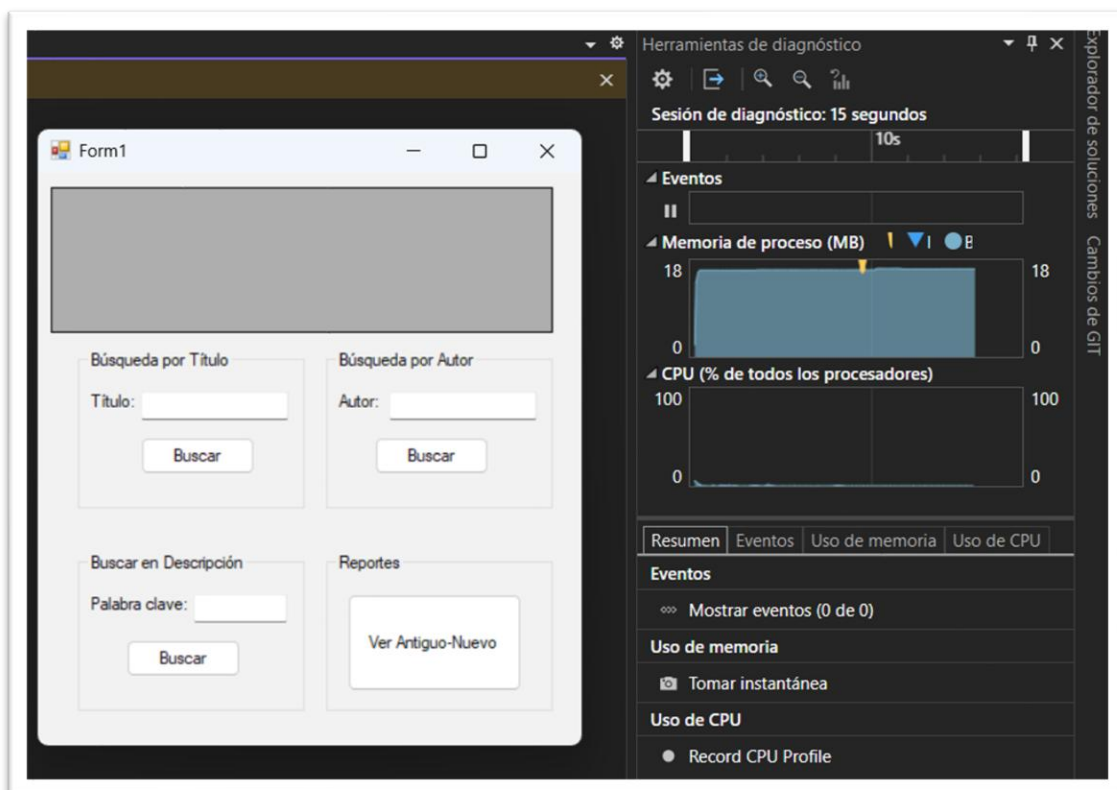 Form1
Búsqueda por Título
Título:
Buscar
Búsqueda por Autor
Autor:
Buscar
Buscar en Descripción
Palabra clave:
Buscar
Reportes
Ver Antiguo-Nuevo
Herramientas de diagnóstico
Sesión de diagnóstico: 15 segundos
10s
Eventos
Memoria de proceso (MB)
18 18
0 0
CPU (% de todos los procesadores)
100 100
0 0
Resumen Eventos Uso de memoria Uso de CPU
Eventos
Mostrar eventos (0 de 0)
Uso de memoria
Tomar instantánea
Uso de CPU
Record CPU Profile
Explorador de soluciones
Cambios de GIT